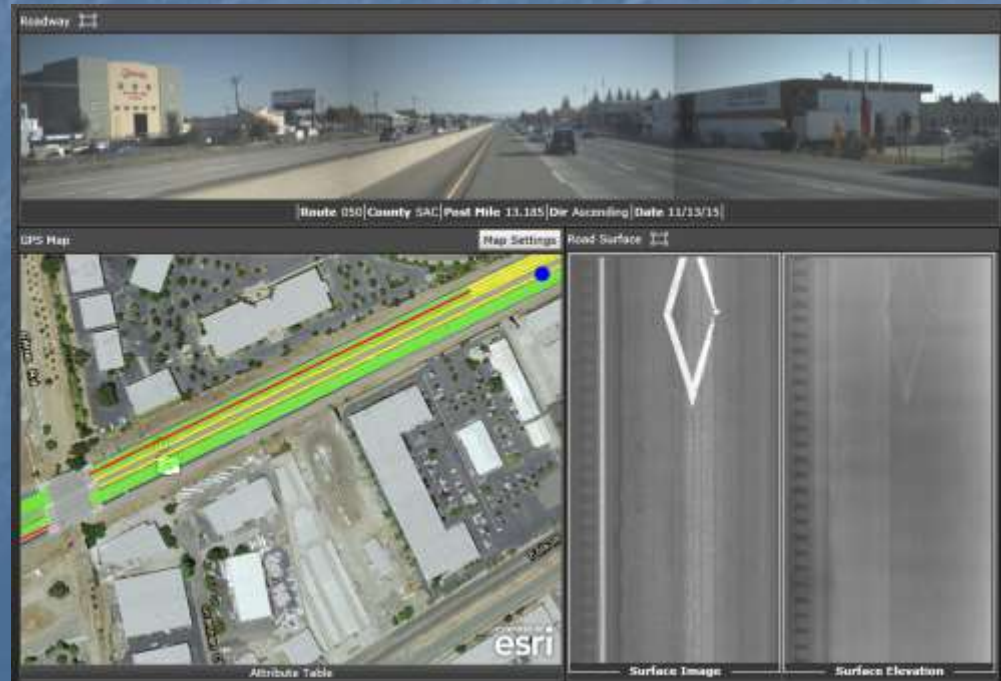 Roadway
Route 050 County SAC Post Mile 13.185 Dir Ascending Date 11/13/15
GPS Map
Map Settings
Road Surface
esri
Attribute Table
Surface Image
Surface Elevation